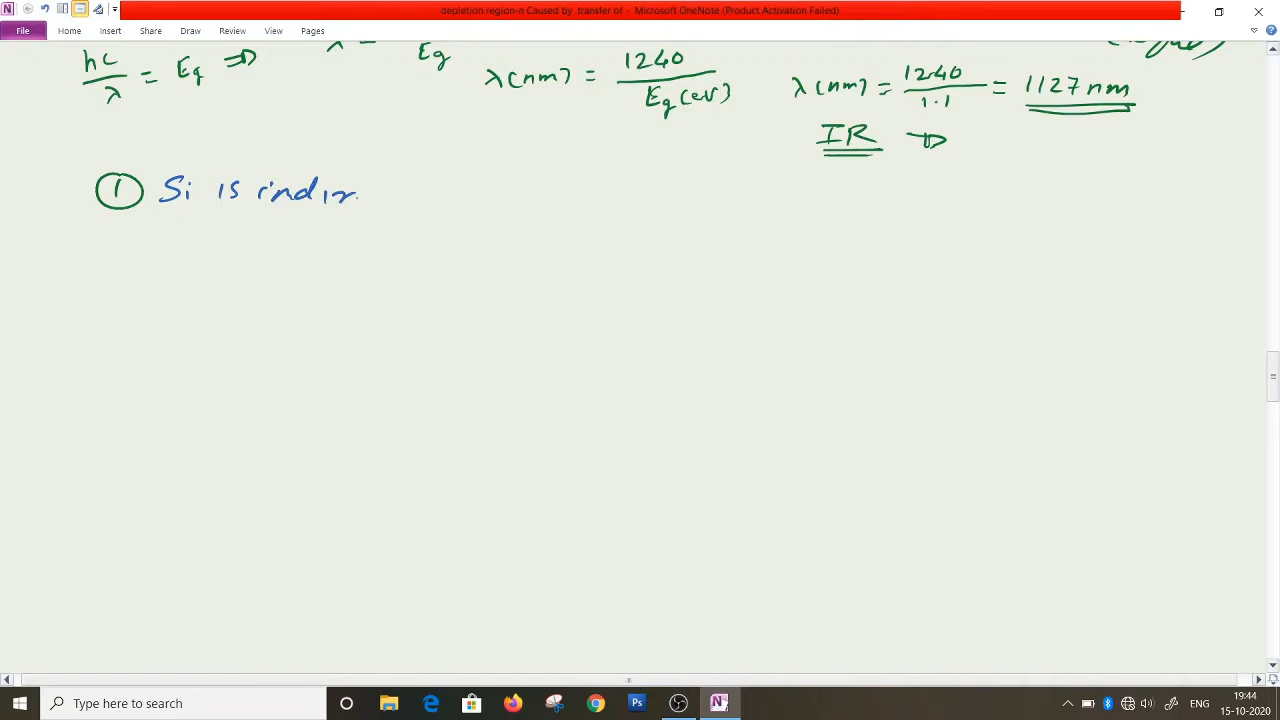 depletion region-n Caused by transfer of - Microsoft OneNote (Product Activation Failed)
File Home Insert Share Draw Review View Pages
hc/λ = Eg ⇒
λ =
Eg
λ(nm) = 1240/Eg(eV)
λ(nm) = 1240/1.1 = 1127 nm
IR ⇒
① Si is indir
Type here to search
ENG
19:44
15-10-2020